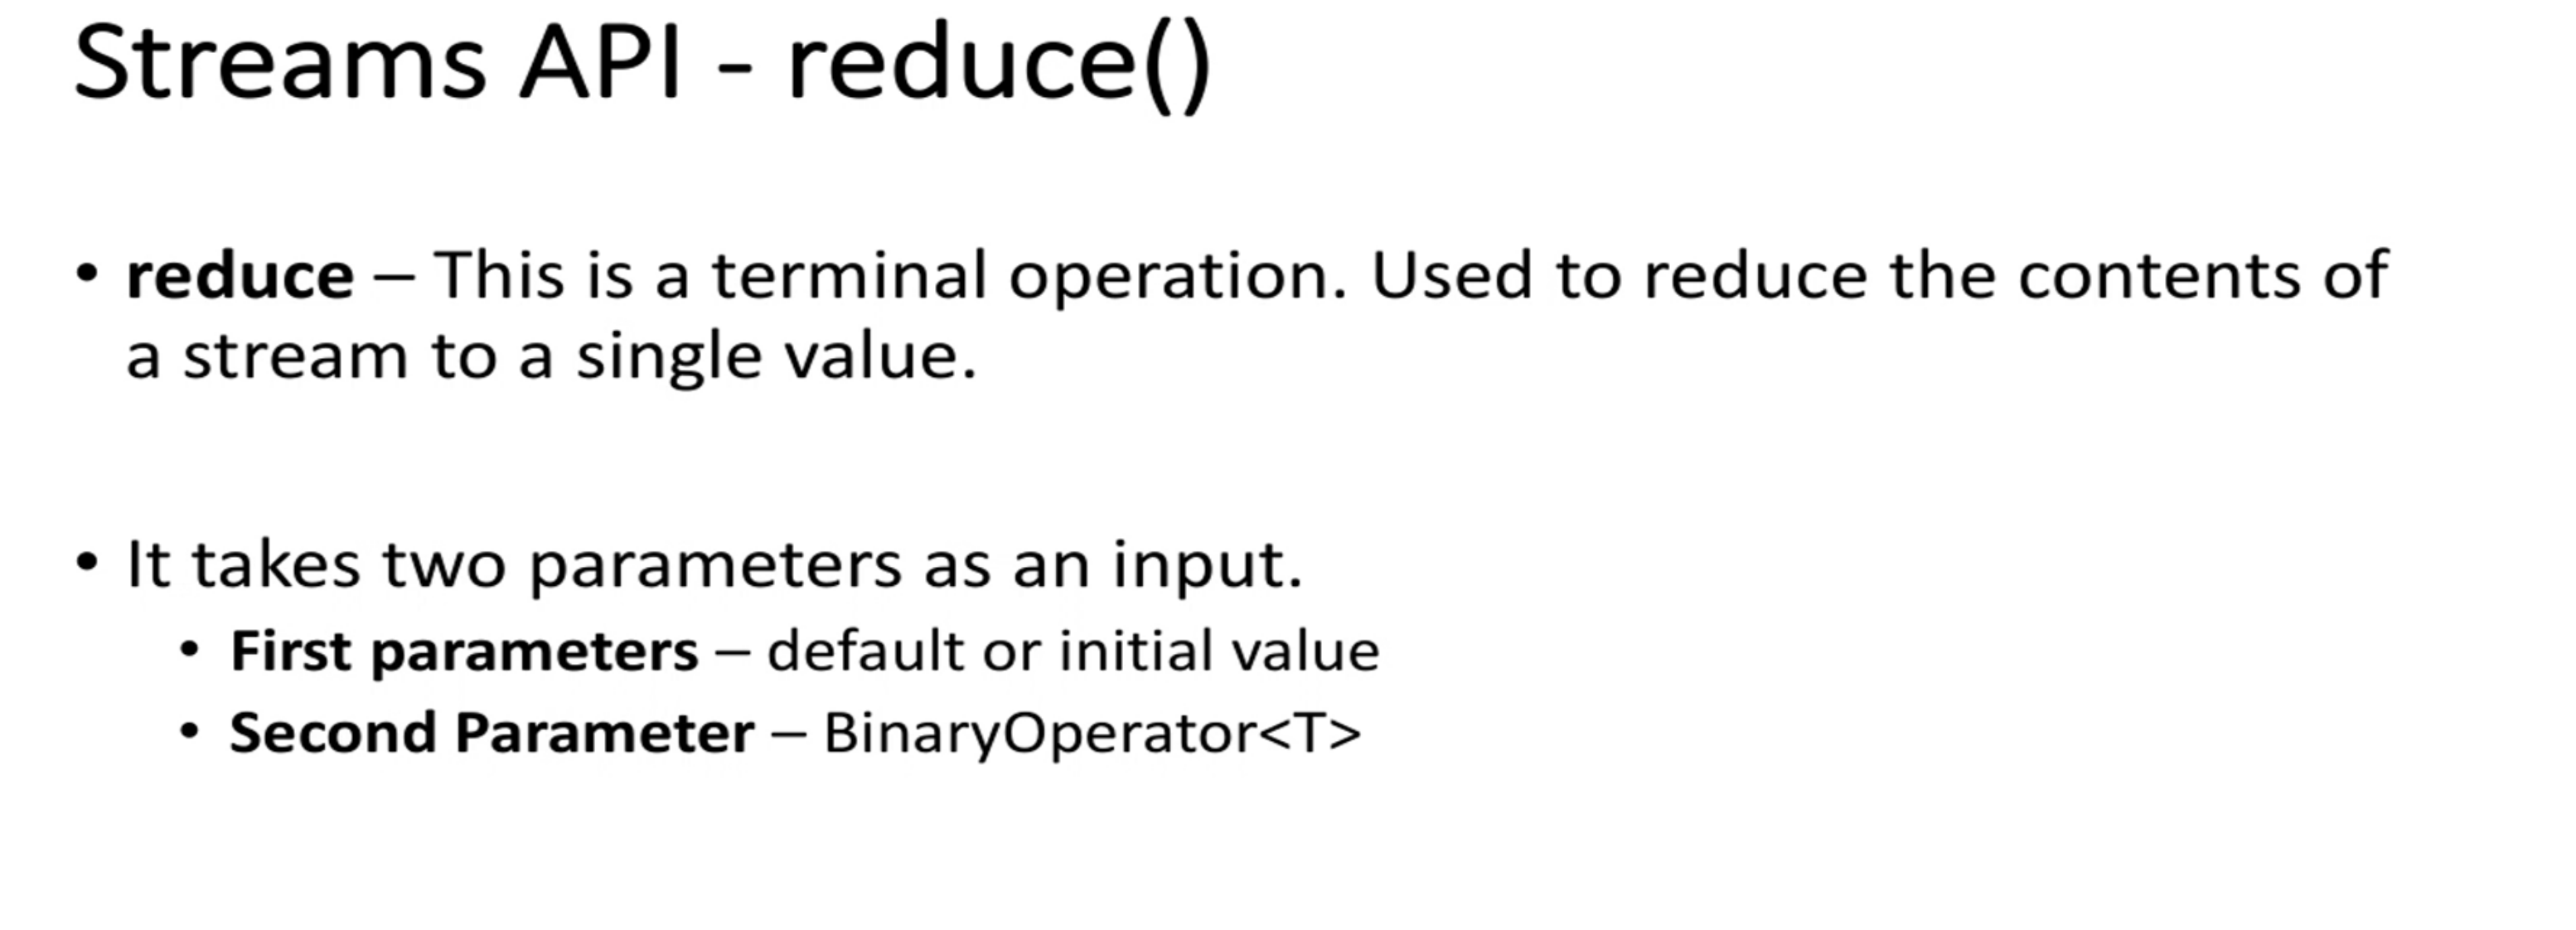 Streams API - reduce()
• reduce – This is a terminal operation. Used to reduce the contents of
a stream to a single value.
• It takes two parameters as an input.
• First parameters – default or initial value
• Second Parameter – BinaryOperator<T>